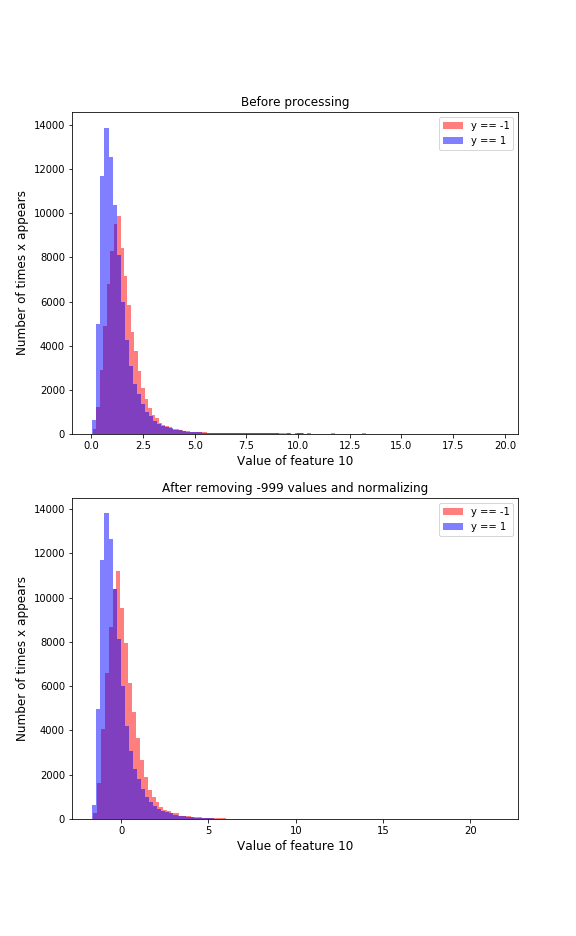 Before processing
y == -1
y == 1
14000
12000
10000
8000
6000
4000
2000
0
Number of times x appears
0.0 2.5 5.0 7.5 10.0 12.5 15.0 17.5 20.0
Value of feature 10
After removing -999 values and normalizing
y == -1
y == 1
14000
12000
10000
8000
6000
4000
2000
0
Number of times x appears
0 5 10 15 20
Value of feature 10